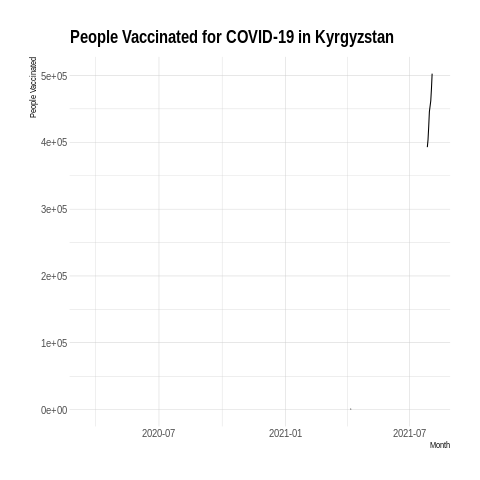 People Vaccinated for COVID-19 in Kyrgyzstan
People Vaccinated
5e+05
4e+05
3e+05
2e+05
1e+05
0e+00
2020-07 2021-01 2021-07
Month